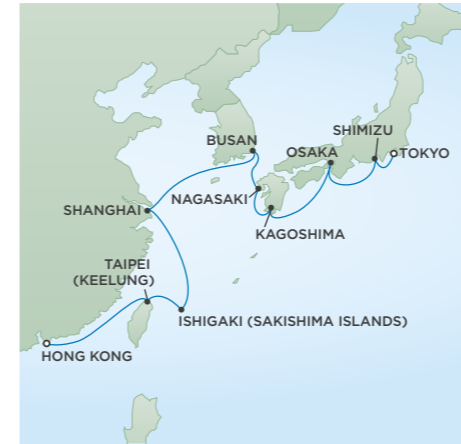 BUSAN
SHIMIZU
OSAKA
TOKYO
NAGASAKI
SHANGHAI
KAGOSHIMA
TAIPEI
(KEELUNG)
ISHIGAKI (SAKISHIMA ISLANDS)
HONG KONG